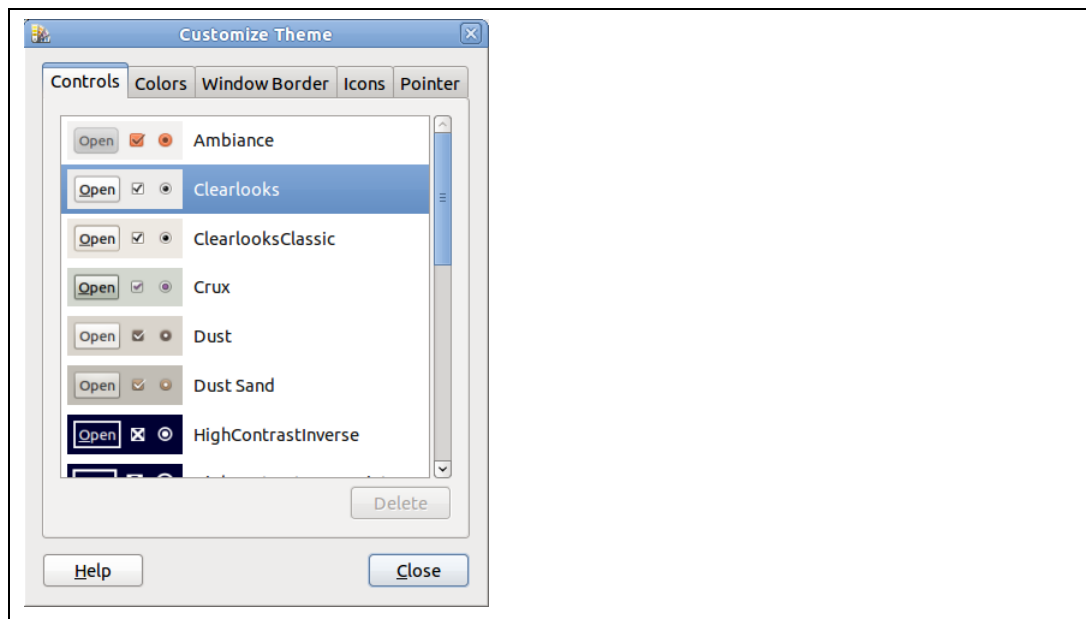 Customize Theme
Controls Colors Window Border Icons Pointer
Open Ambiance
Open Clearlooks
Open ClearlooksClassic
Open Crux
Open Dust
Open Dust Sand
Open HighContrastInverse
Delete
Help Close